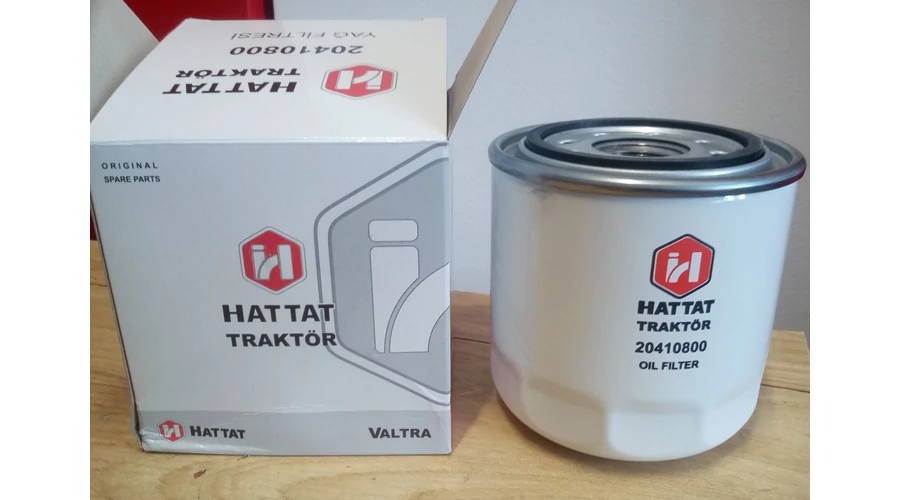 YAĞ FİLTRESİ
20410800
HATTAT
TRAKTÖR
ORIGINAL
SPARE PARTS
HATTAT
TRAKTÖR
HATTAT
VALTRA
HATTAT
TRAKTÖR
20410800
OIL FILTER